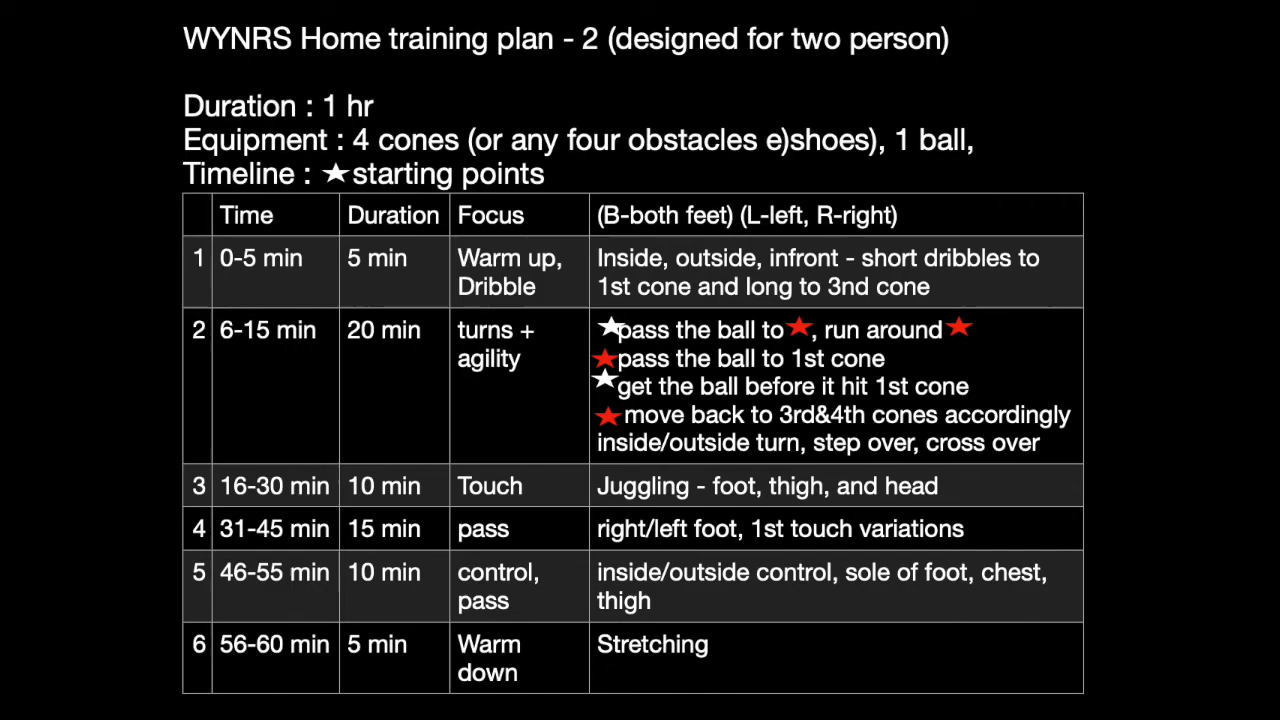 WYNRS Home training plan - 2 (designed for two person)
Duration : 1 hr
Equipment : 4 cones (or any four obstacles e)shoes), 1 ball,
Timeline : ★starting points
Time Duration Focus (B-both feet) (L-left, R-right)
1 0-5 min 5 min Warm up, Inside, outside, infront - short dribbles to
Dribble 1st cone and long to 3nd cone
2 6-15 min 20 min turns + ★pass the ball to ★, run around ★
agility ★pass the ball to 1st cone
★get the ball before it hit 1st cone
★move back to 3rd&4th cones accordingly
inside/outside turn, step over, cross over
3 16-30 min 10 min Touch Juggling - foot, thigh, and head
4 31-45 min 15 min pass right/left foot, 1st touch variations
5 46-55 min 10 min control, inside/outside control, sole of foot, chest,
pass thigh
6 56-60 min 5 min Warm Stretching
down